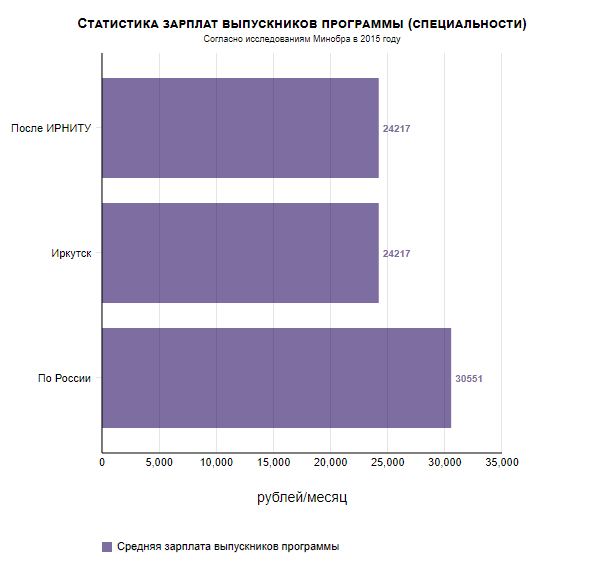 Статистика зарплат выпускников программы (специальности)
Согласно исследованиям Минобра в 2015 году
После ИРНИТУ
24217
Иркутск
24217
По России
30551
0 5,000 10,000 15,000 20,000 25,000 30,000 35,000
рублей/месяц
Средняя зарплата выпускников программы